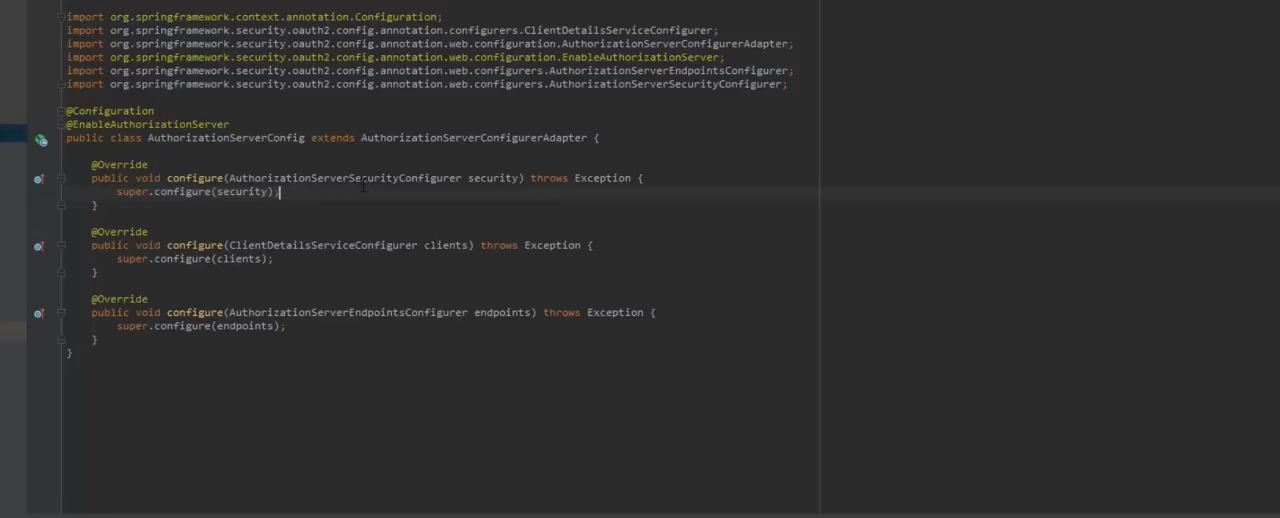 import org.springframework.context.annotation.Configuration;
import org.springframework.security.oauth2.config.annotation.configurers.ClientDetailsServiceConfigurer;
import org.springframework.security.oauth2.config.annotation.web.configuration.AuthorizationServerConfigurerAdapter;
import org.springframework.security.oauth2.config.annotation.web.configuration.EnableAuthorizationServer;
import org.springframework.security.oauth2.config.annotation.web.configurers.AuthorizationServerEndpointsConfigurer;
import org.springframework.security.oauth2.config.annotation.web.configurers.AuthorizationServerSecurityConfigurer;
@Configuration
@EnableAuthorizationServer
public class AuthorizationServerConfig extends AuthorizationServerConfigurerAdapter {
@Override
public void configure(AuthorizationServerSecurityConfigurer security) throws Exception {
super.configure(security);
}
@Override
public void configure(ClientDetailsServiceConfigurer clients) throws Exception {
super.configure(clients);
}
@Override
public void configure(AuthorizationServerEndpointsConfigurer endpoints) throws Exception {
super.configure(endpoints);
}
}